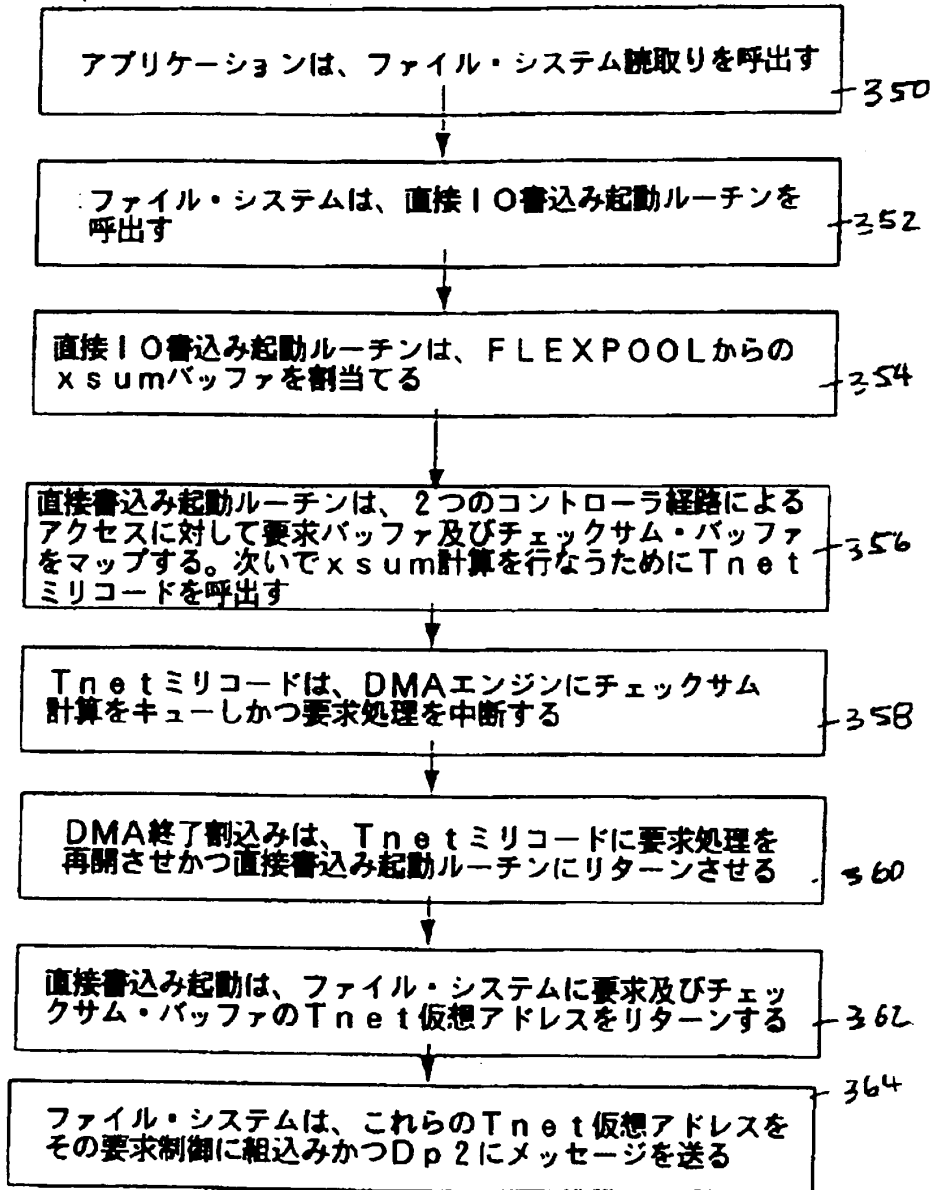 アプリケーションは、ファイル・システム読取りを呼出す
350
ファイル・システムは、直接IO書込み起動ルーチンを
呼出す
352
直接IO書込み起動ルーチンは、FLEXPOOLからの
xsumバッファを割当てる
354
直接書込み起動ルーチンは、2つのコントローラ経路による
アクセスに対して要求バッファ及びチェックサム・バッファ
をマップする。次いでxsum計算を行なうためにTnet
ミリコードを呼出す
356
Tnetミリコードは、DMAエンジンにチェックサム
計算をキューしかつ要求処理を中断する
358
DMA終了割込みは、Tnetミリコードに要求処理を
再開させかつ直接書込み起動ルーチンにリターンさせる
360
直接書込み起動は、ファイル・システムに要求及びチェッ
クサム・バッファのTnet仮想アドレスをリターンする
362
364
ファイル・システムは、これらのTnet仮想アドレスを
その要求制御に組込みかつDp2にメッセージを送る